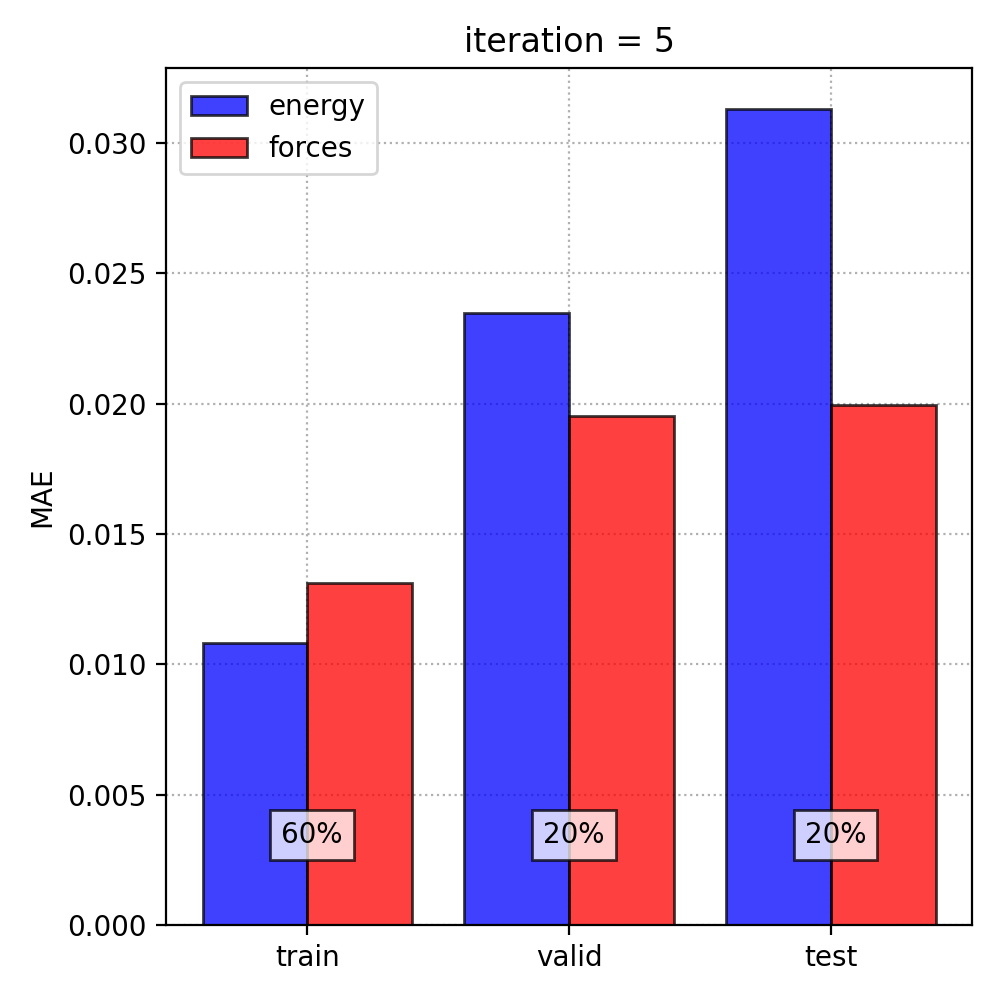 iteration = 5
energy
forces
MAE
0.030
0.025
0.020
0.015
0.010
0.005
0.000
60%
20%
20%
train
valid
test